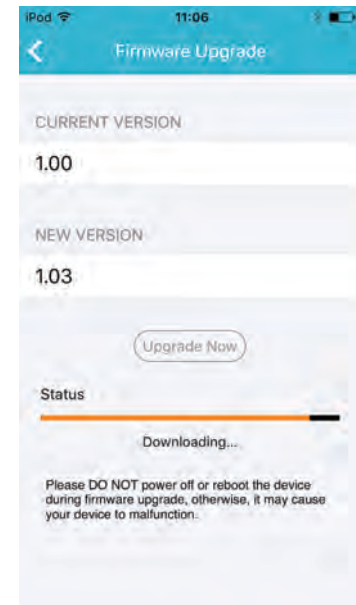 iPod 11:06
Firmware Upgrade
CURRENT VERSION
1.00
NEW VERSION
1.03
Upgrade Now
Status
Downloading...
Please DO NOT power off or reboot the device
during firmware upgrade, otherwise, it may cause
your device to malfunction.